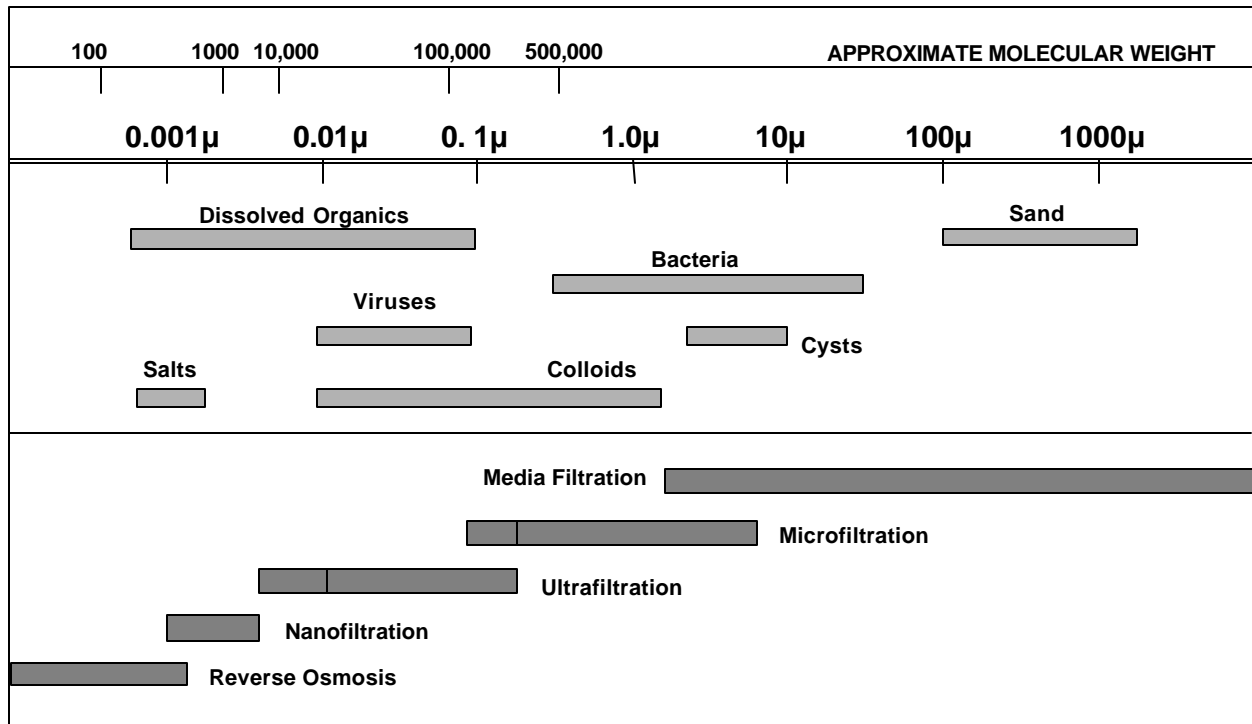 100 1000 10,000 100,000 500,000 APPROXIMATE MOLECULAR WEIGHT
0.001µ 0.01µ 0. 1µ 1.0µ 10µ 100µ 1000µ
Dissolved Organics Sand
Bacteria
Viruses
Cysts
Salts Colloids
Media Filtration
Microfiltration
Ultrafiltration
Nanofiltration
Reverse Osmosis